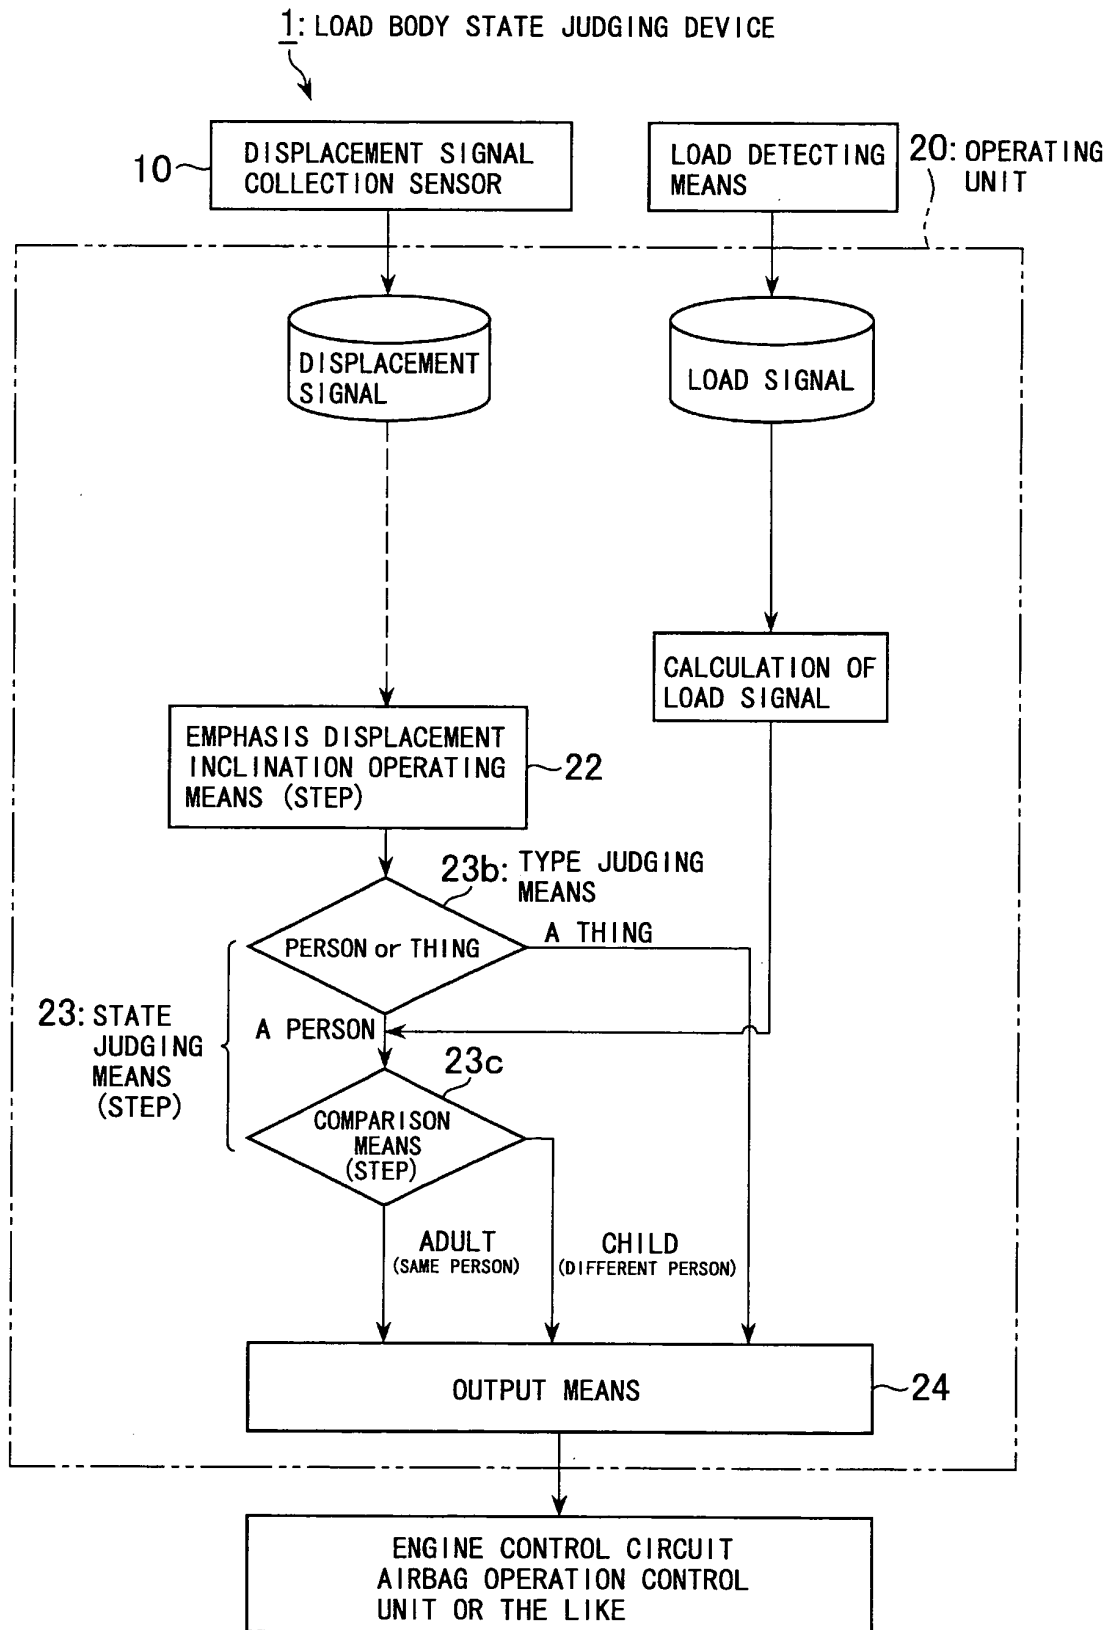 1: LOAD BODY STATE JUDGING DEVICE
10
DISPLACEMENT SIGNAL
COLLECTION SENSOR
LOAD DETECTING
MEANS
20: OPERATING
UNIT
DISPLACEMENT
SIGNAL
LOAD SIGNAL
CALCULATION OF
LOAD SIGNAL
EMPHASIS DISPLACEMENT
INCLINATION OPERATING
MEANS (STEP)
22
23b: TYPE JUDGING
MEANS
PERSON or THING
A THING
23: STATE
JUDGING
MEANS
(STEP)
A PERSON
23c
COMPARISON
MEANS
(STEP)
ADULT
(SAME PERSON)
CHILD
(DIFFERENT PERSON)
OUTPUT MEANS
24
ENGINE CONTROL CIRCUIT
AIRBAG OPERATION CONTROL
UNIT OR THE LIKE